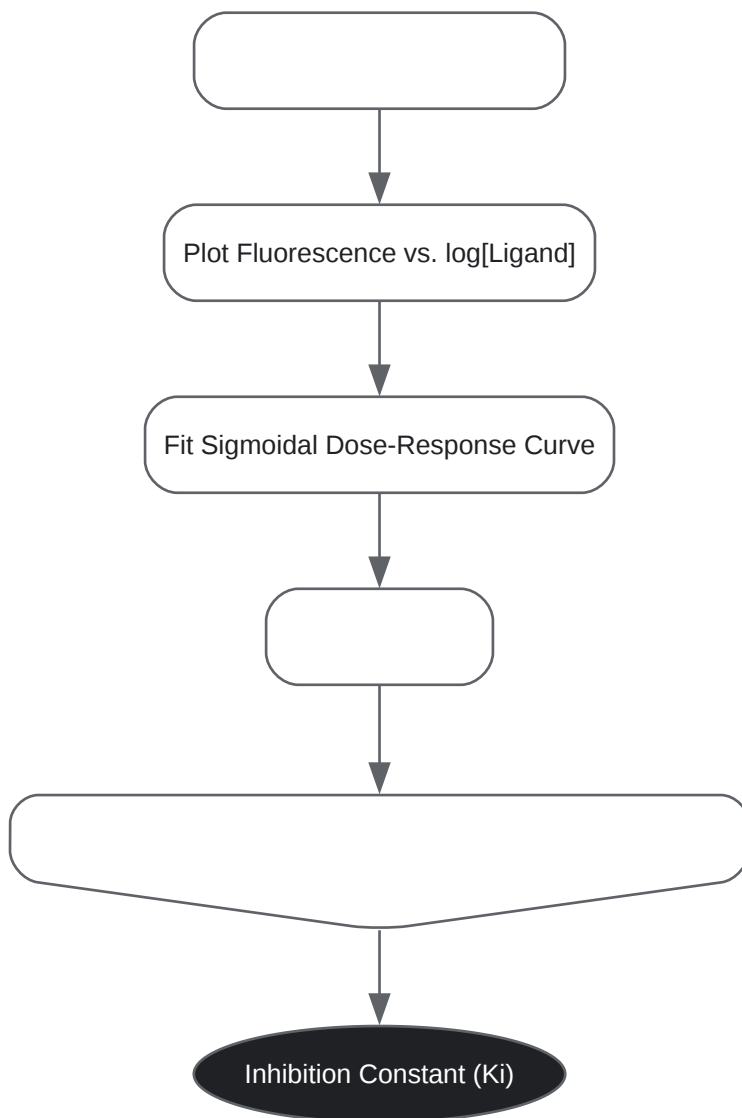 Plot Fluorescence vs. log[Ligand]
Fit Sigmoidal Dose-Response Curve
Inhibition Constant (Ki)